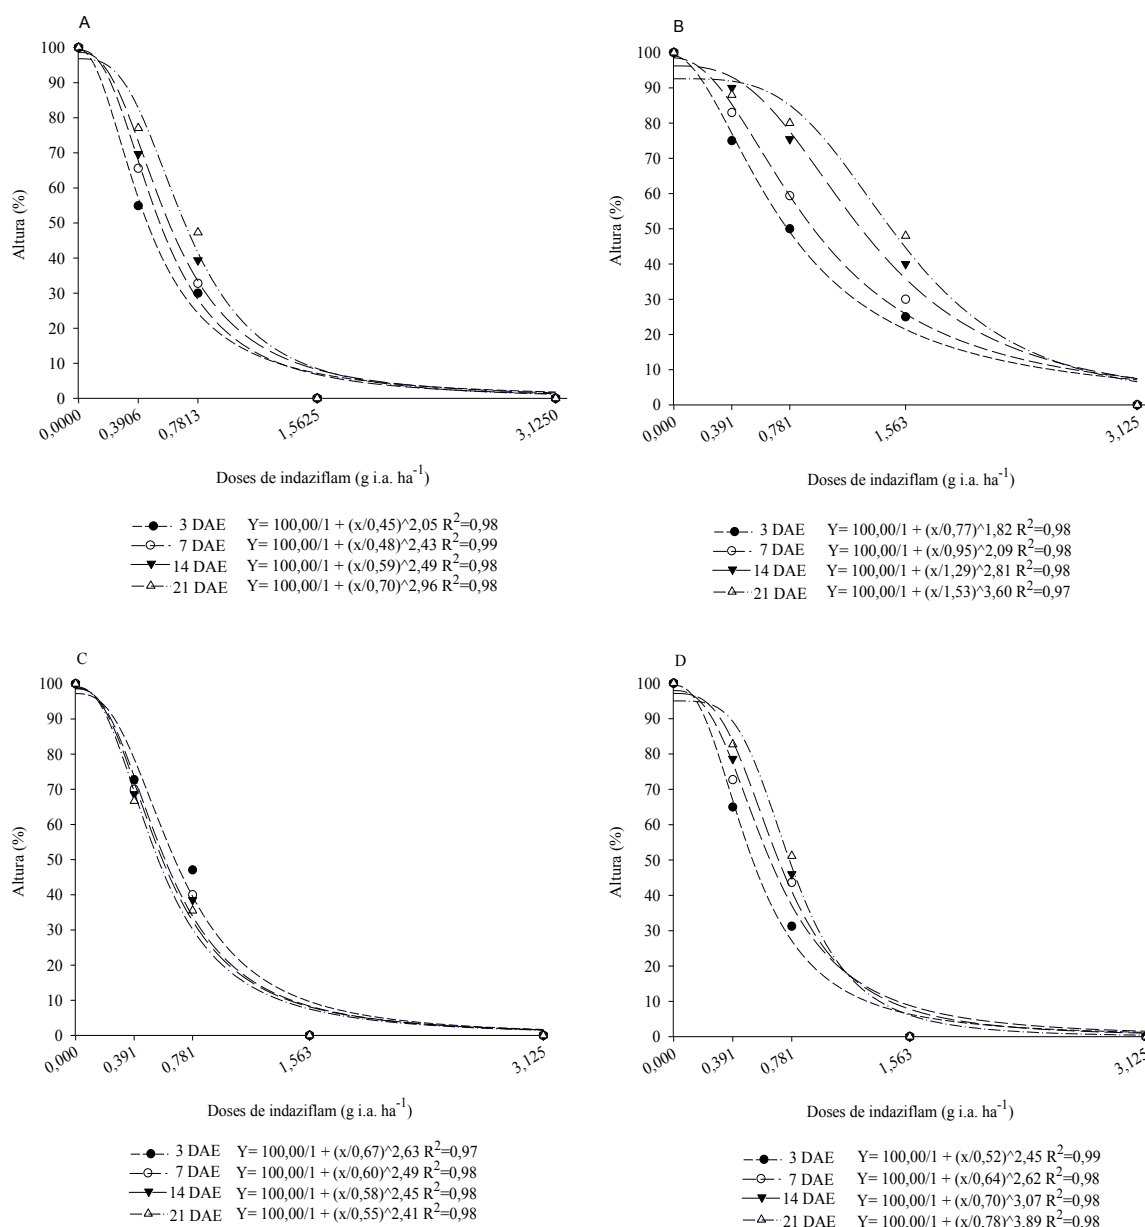 A
100
90
80
70
60
50
40
30
20
10
0
Altura (%)
0,0000
0,3906
0,7813
1,5625
3,1250
Doses de indaziflam (g i.a. ha⁻¹)
3 DAE Y= 100,00/1 + (x/0,45)^2,05 R²=0,98
7 DAE Y= 100,00/1 + (x/0,48)^2,43 R²=0,99
14 DAE Y= 100,00/1 + (x/0,59)^2,49 R²=0,98
21 DAE Y= 100,00/1 + (x/0,70)^2,96 R²=0,98
B
100
90
80
70
60
50
40
30
20
10
0
Altura (%)
0,000
0,391
0,781
1,563
3,125
Doses de indaziflam (g i.a. ha⁻¹)
3 DAE Y= 100,00/1 + (x/0,77)^1,82 R²=0,98
7 DAE Y= 100,00/1 + (x/0,95)^2,09 R²=0,98
14 DAE Y= 100,00/1 + (x/1,29)^2,81 R²=0,98
21 DAE Y= 100,00/1 + (x/1,53)^3,60 R²=0,97
C
100
90
80
70
60
50
40
30
20
10
0
Altura (%)
0,000
0,391
0,781
1,563
3,125
Doses de indaziflam (g i.a. ha⁻¹)
3 DAE Y= 100,00/1 + (x/0,67)^2,63 R²=0,97
7 DAE Y= 100,00/1 + (x/0,60)^2,49 R²=0,98
14 DAE Y= 100,00/1 + (x/0,58)^2,45 R²=0,98
21 DAE Y= 100,00/1 + (x/0,55)^2,41 R²=0,98
D
100
90
80
70
60
50
40
30
20
10
0
Altura (%)
0,000
0,391
0,781
1,563
3,125
Doses de indaziflam (g i.a. ha⁻¹)
3 DAE Y= 100,00/1 + (x/0,52)^2,45 R²=0,99
7 DAE Y= 100,00/1 + (x/0,64)^2,62 R²=0,98
14 DAE Y= 100,00/1 + (x/0,70)^3,07 R²=0,98
21 DAE Y= 100,00/1 + (x/0,78)^3,89 R²=0,98